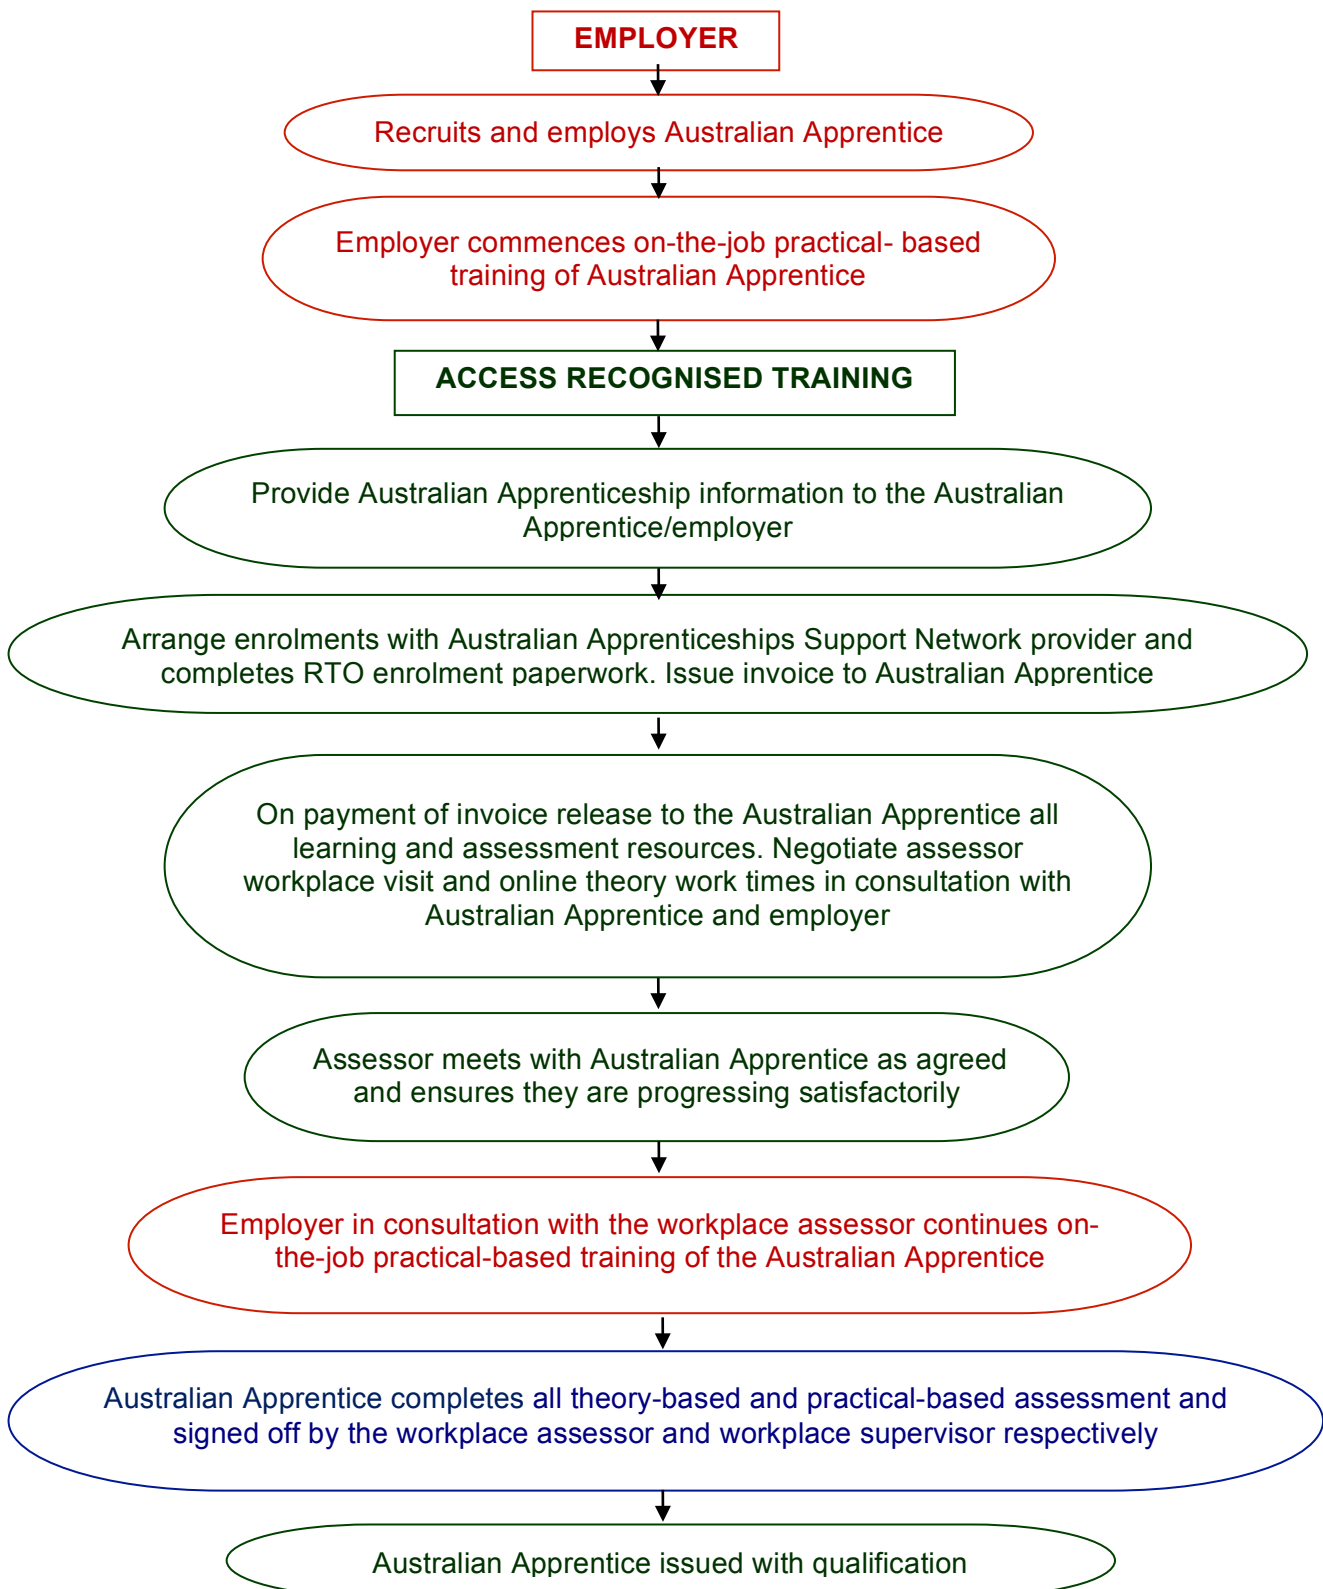 EMPLOYER
Recruits and employs Australian Apprentice
Employer commences on-the-job practical- based
training of Australian Apprentice
ACCESS RECOGNISED TRAINING
Provide Australian Apprenticeship information to the Australian
Apprentice/employer
Arrange enrolments with Australian Apprenticeships Support Network provider and
completes RTO enrolment paperwork. Issue invoice to Australian Apprentice
On payment of invoice release to the Australian Apprentice all
learning and assessment resources. Negotiate assessor
workplace visit and online theory work times in consultation with
Australian Apprentice and employer
Assessor meets with Australian Apprentice as agreed
and ensures they are progressing satisfactorily
Employer in consultation with the workplace assessor continues on-
the-job practical-based training of the Australian Apprentice
Australian Apprentice completes all theory-based and practical-based assessment and
signed off by the workplace assessor and workplace supervisor respectively
Australian Apprentice issued with qualification